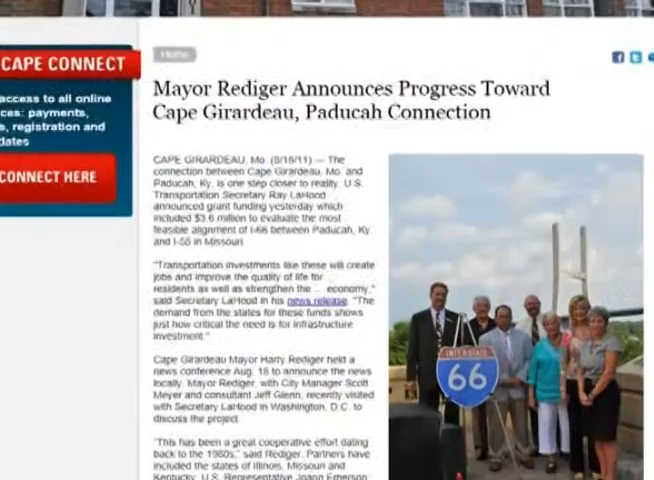 CAPE CONNECT
access to all online
ces: payments,
s, registration and
dates
CONNECT HERE
Home
Mayor Rediger Announces Progress Toward
Cape Girardeau, Paducah Connection
CAPE GIRARDEAU, Mo. (8/18/11) — The
connection between Cape Girardeau, Mo. and
Paducah, Ky. is one step closer to reality. U.S.
Transportation Secretary Ray LaHood
announced grant funding yesterday which
included $3.6 million to evaluate the most
feasible alignment of I-66 between Paducah, Ky.
and I-55 in Missouri.
"Transportation investments like these will create
jobs and improve the quality of life for
residents as well as strengthen the ... economy,"
said Secretary LaHood in his news release. "The
demand from the states for these funds shows
just how critical the need is for infrastructure
investment."
Cape Girardeau Mayor Harry Rediger held a
news conference Aug. 18 to announce the news
locally. Mayor Rediger, with City Manager Scott
Meyer and consultant Jeff Glenn, recently visited
with Secretary LaHood in Washington, D.C. to
discuss the project.
"This has been a great cooperative effort dating
back to the 1980s," said Rediger. Partners have
included the states of Illinois, Missouri and
Kentucky, U.S. Representative Joann Emerson,
INTERSTATE
66